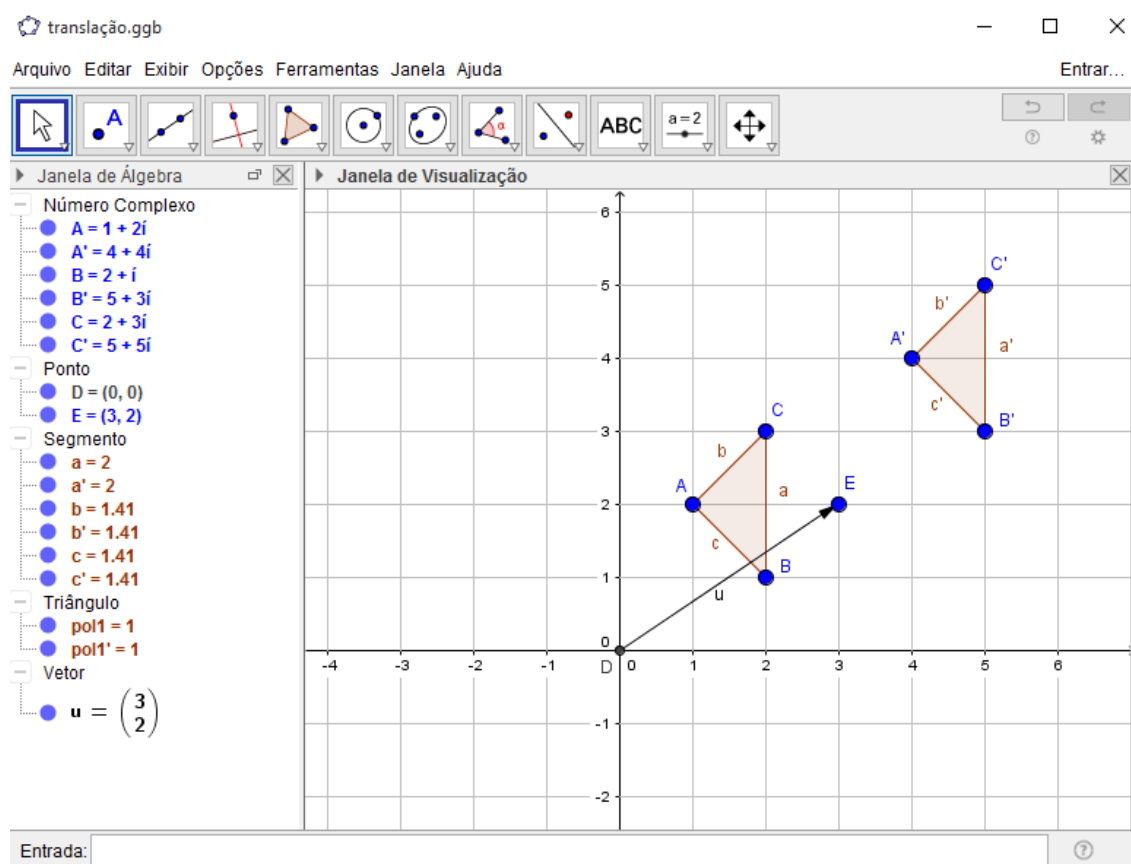 translação.ggb
Arquivo Editar Exibir Opções Ferramentas Janela Ajuda Entrar...
A α ABC a = 2
Janela de Álgebra
Número Complexo
A = 1 + 2í
A' = 4 + 4í
B = 2 + í
B' = 5 + 3í
C = 2 + 3í
C' = 5 + 5í
Ponto
D = (0, 0)
E = (3, 2)
Segmento
a = 2
a' = 2
b = 1.41
b' = 1.41
c = 1.41
c' = 1.41
Triângulo
pol1 = 1
pol1' = 1
Vetor
u = (3 2)
Janela de Visualização
6
C'
5
b'
A' a'
4
c'
B'
C
3
b
A a E
2
c
B
1
u
0
D 0
-4 -3 -2 -1 1 2 3 4 5 6
-1
-2
Entrada: